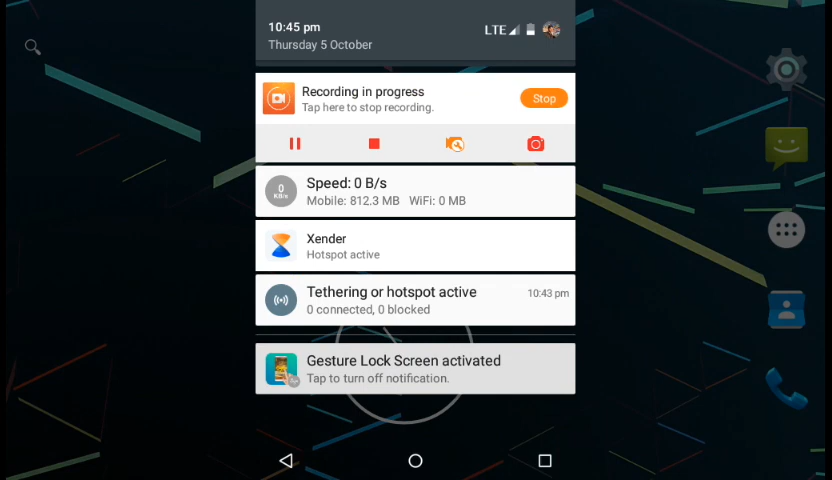 10:45 pm
LTE
Thursday 5 October
Recording in progress
Tap here to stop recording.
Stop
0
KB/s
Speed: 0 B/s
Mobile: 812.3 MB WiFi: 0 MB
Xender
Hotspot active
Tethering or hotspot active
10:43 pm
0 connected, 0 blocked
Gesture Lock Screen activated
Tap to turn off notification.